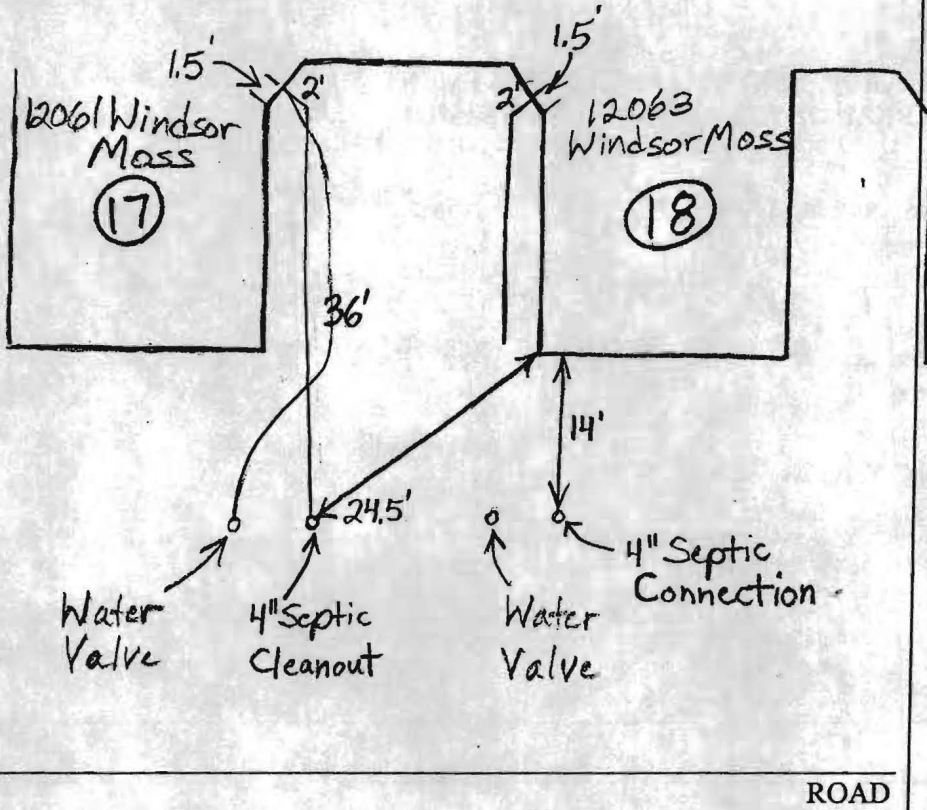 1.5'
1.5'
2'
2'
12061 Windsor
Moss
17
12063
Windsor Moss
18
36'
14'
24.5'
Water
Valve
4" Septic
Cleanout
Water
Valve
4" Septic
Connection
ROAD